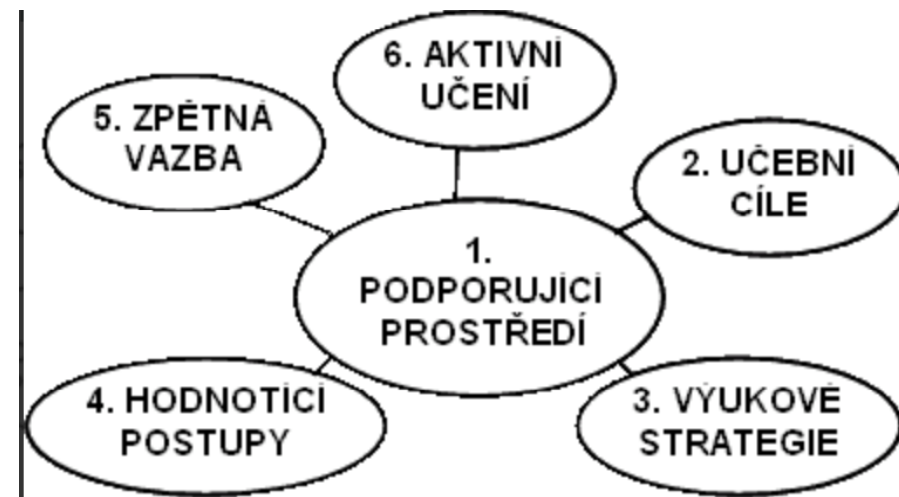 6. AKTIVNÍ
UČENÍ
5. ZPĚTNÁ
VAZBA
2. UČEBNÍ
CÍLE
1.
PODPORUJÍCÍ
PROSTŘEDÍ
4. HODNOTÍCÍ
POSTUPY
3. VÝUKOVÉ
STRATEGIE